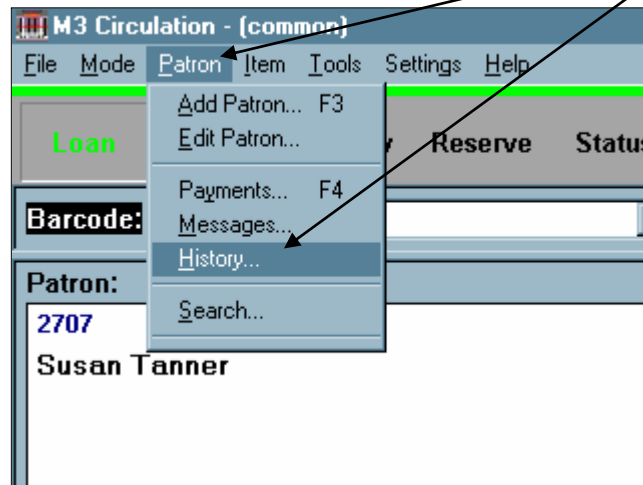 M3 Circulation - (common)
File Mode Patron Item Tools Settings Help
Add Patron... F3
Edit Patron...
Loan Reserve
Payments... F4
Messages...
Barcode:
History...
Search...
Patron:
2707
Susan Tanner